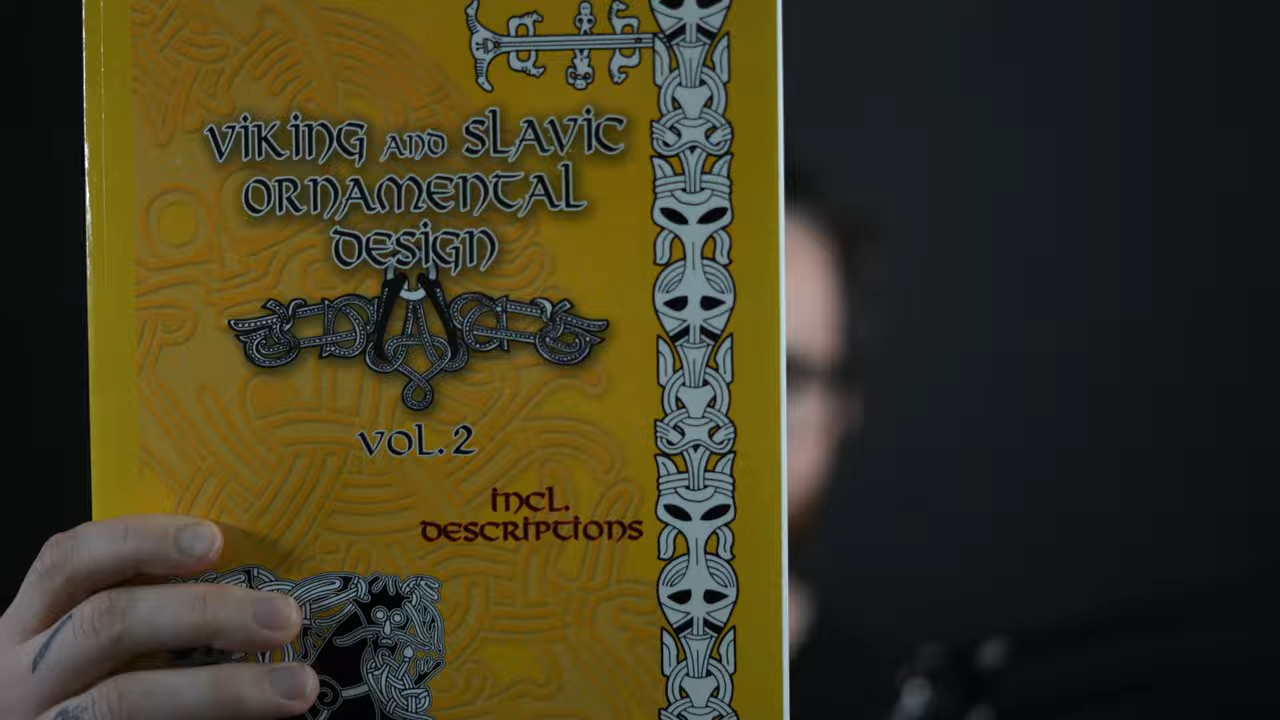 VIKING AND SLAVIC
ORNAMENTAL
DESIGN
VOL.2
INCL.
DESCRIPTIONS